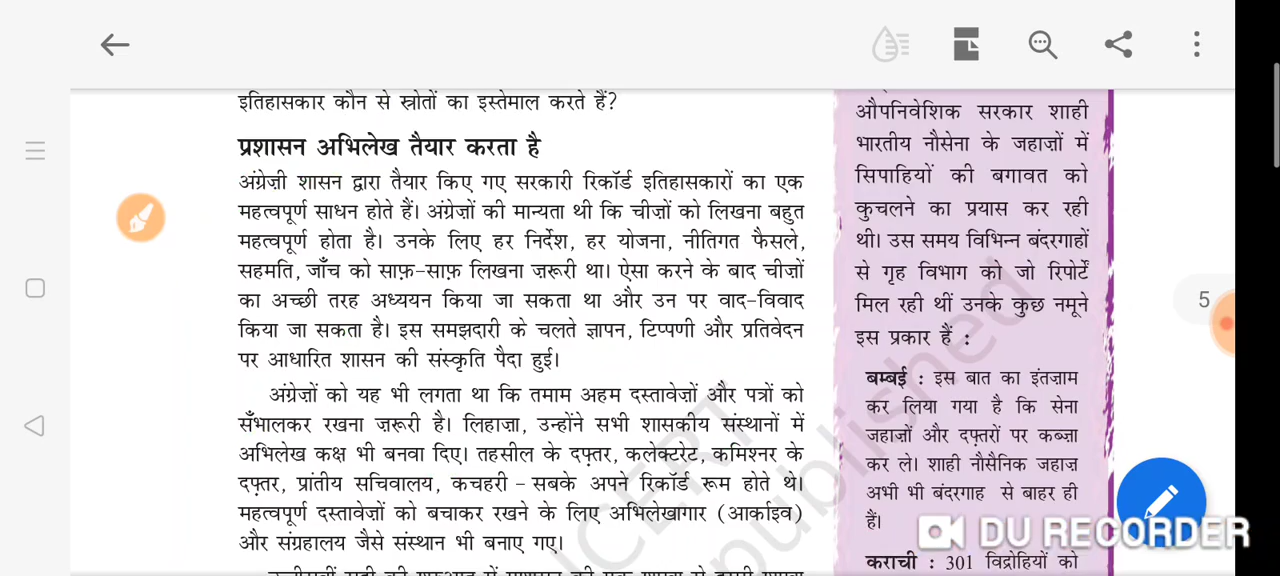 इतिहासकार कौन से स्रोतों का इस्तेमाल करते हैं?
प्रशासन अभिलेख तैयार करता है
अंग्रेज़ी शासन द्वारा तैयार किए गए सरकारी रिकॉर्ड इतिहासकारों का एक
महत्वपूर्ण साधन होते हैं। अंग्रेजों की मान्यता थी कि चीजों को लिखना बहुत
महत्वपूर्ण होता है। उनके लिए हर निर्देश, हर योजना, नीतिगत फैसले,
सहमति, जाँच को साफ़-साफ़ लिखना ज़रूरी था। ऐसा करने के बाद चीज़ों
का अच्छी तरह अध्ययन किया जा सकता था और उन पर वाद-विवाद
किया जा सकता है। इस समझदारी के चलते ज्ञापन, टिप्पणी और प्रतिवेदन
पर आधारित शासन की संस्कृति पैदा हुई।
अंग्रेजों को यह भी लगता था कि तमाम अहम दस्तावेज़ों और पत्रों को
सँभालकर रखना ज़रूरी है। लिहाज़ा, उन्होंने सभी शासकीय संस्थानों में
अभिलेख कक्ष भी बनवा दिए। तहसील के दफ़्तर, कलेक्टरेट, कमिश्नर के
दफ़्तर, प्रांतीय सचिवालय, कचहरी - सबके अपने रिकॉर्ड रूम होते थे।
महत्वपूर्ण दस्तावेज़ों को बचाकर रखने के लिए अभिलेखागार (आर्काइव)
और संग्रहालय जैसे संस्थान भी बनाए गए।
औपनिवेशिक सरकार शाही
भारतीय नौसेना के जहाज़ों में
सिपाहियों की बगावत को
कुचलने का प्रयास कर रही
थी। उस समय विभिन्न बंदरगाहों
से गृह विभाग को जो रिपोर्टें
मिल रही थीं उनके कुछ नमूने
इस प्रकार हैं :
बम्बई : इस बात का इंतज़ाम
कर लिया गया है कि सेना
जहाज़ों और दफ़्तरों पर कब्ज़ा
कर ले। शाही नौसैनिक जहाज़
अभी भी बंदरगाह से बाहर ही
हैं।
कराची : 301 विद्रोहियों को
5
published
DU RECORDER